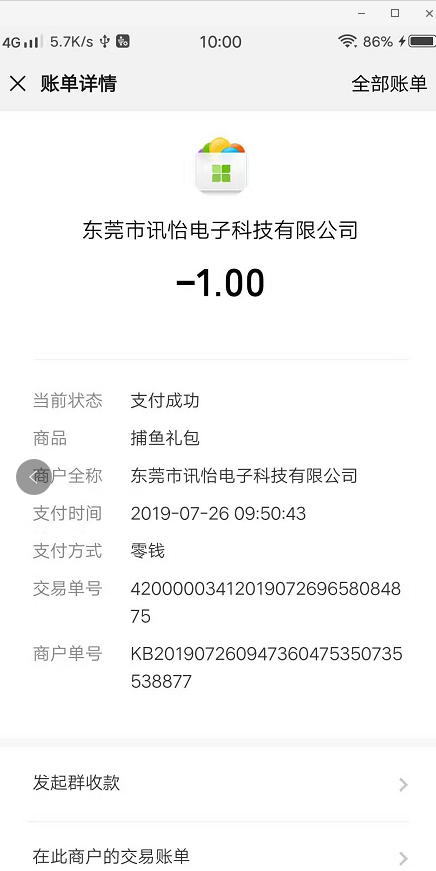 4G 5.7K/s 10:00 86%
账单详情 全部账单
东莞市讯怡电子科技有限公司
-1.00
当前状态 支付成功
商品 捕鱼礼包
商户全称 东莞市讯怡电子科技有限公司
支付时间 2019-07-26 09:50:43
支付方式 零钱
交易单号 42000003412019072696580848
75
商户单号 KB201907260947360475350735
538877
发起群收款
在此商户的交易账单